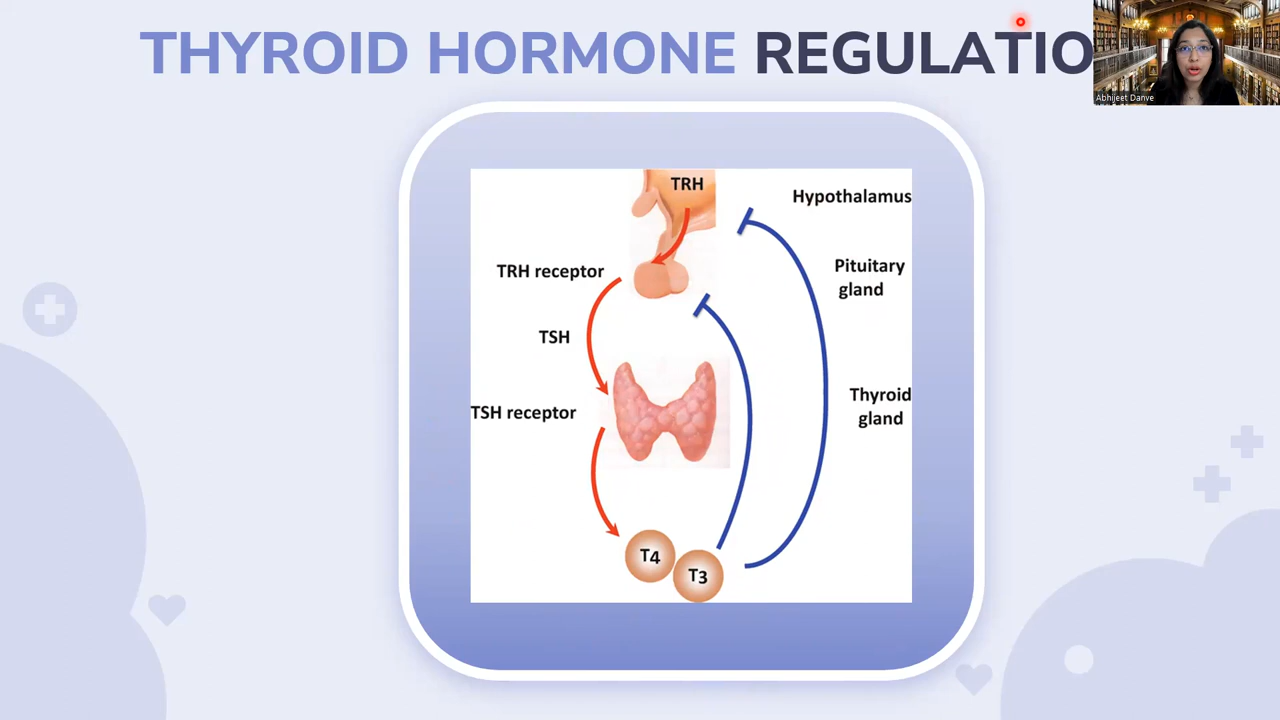 THYROID HORMONE REGULATIO
Abhijeet Danve
TRH
Hypothalamus
TRH receptor
Pituitary
gland
TSH
Thyroid
gland
TSH receptor
T4
T3